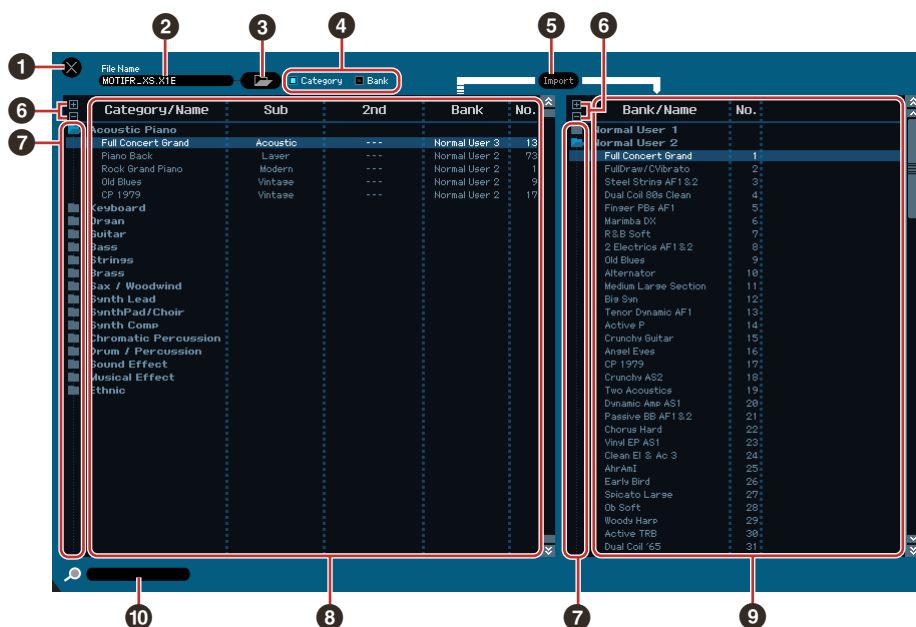 2 3 4 5 6
1
File Name
MOTIFR_XS.X1E
Category Bank
Import
6
7
Category/Name Sub 2nd Bank No.
Acoustic Piano
Full Concert Grand Acoustic --- Normal User 3 13
Piano Back Layer --- Normal User 2 73
Rock Grand Piano Modern --- Normal User 2 1
Old Blues Vintage --- Normal User 2 9
CP 1979 Vintage --- Normal User 2 17
Keyboard
Organ
Guitar
Bass
Strings
Brass
Sax / Woodwind
Synth Lead
SynthPad/Choir
Synth Comp
Chromatic Percussion
Drum / Percussion
Sound Effect
Musical Effect
Ethnic
Bank/Name No.
Normal User 1
Normal User 2
Full Concert Grand 1
FullDraw/CVibrato 2
Steel String AF1&2 3
Dual Coil 80s Clean 4
Finger PBs AF1 5
Marimba DX 6
R&B Soft 7
2 Electrics AF1&2 8
Old Blues 9
Alternator 10
Medium Large Section 11
Big Syn 12
Tenor Dynamic AF1 13
Active P 14
Crunchy Guitar 15
Angel Eyes 16
CP 1979 17
Crunchy AS2 18
Two Acoustics 19
Dynamic Amp AS1 20
Passive BB AF1&2 21
Chorus Hard 22
Vinyl EP AS1 23
Clean El & Ac 3 24
AhrAmI 25
Early Bird 26
Spicato Large 27
Ob Soft 28
Woody Harp 29
Active TRB 30
Dual Coil '65 31
10 8 7 9